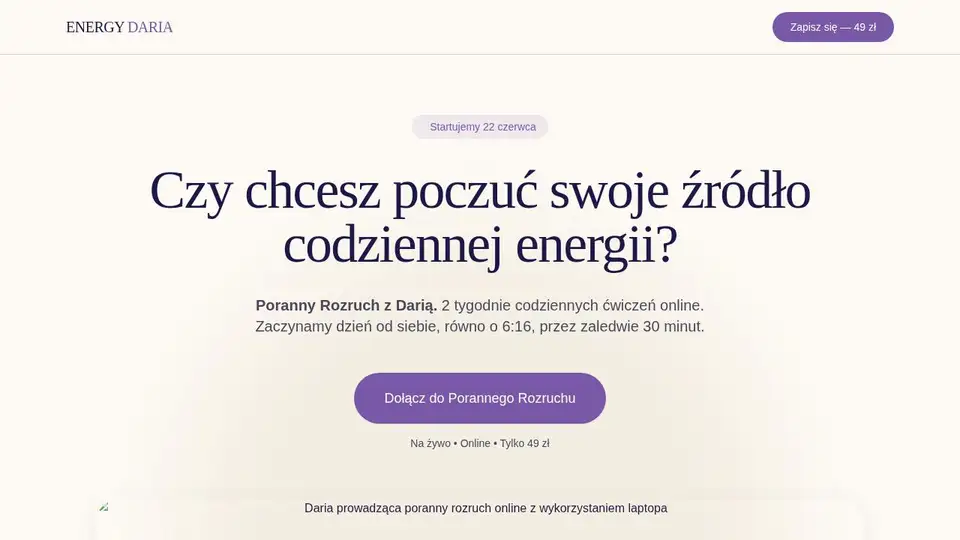 ENERGY DARIA
Zapisz się — 49 zł
Startujemy 22 czerwca
Czy chcesz poczuć swoje źródło
codziennej energii?
Poranny Rozruch z Darią. 2 tygodnie codziennych ćwiczeń online.
Zaczynamy dzień od siebie, równo o 6:16, przez zaledwie 30 minut.
Dołącz do Porannego Rozruchu
Na żywo • Online • Tylko 49 zł
Daria prowadząca poranny rozruch online z wykorzystaniem laptopa